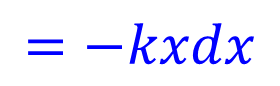 = −kxdx